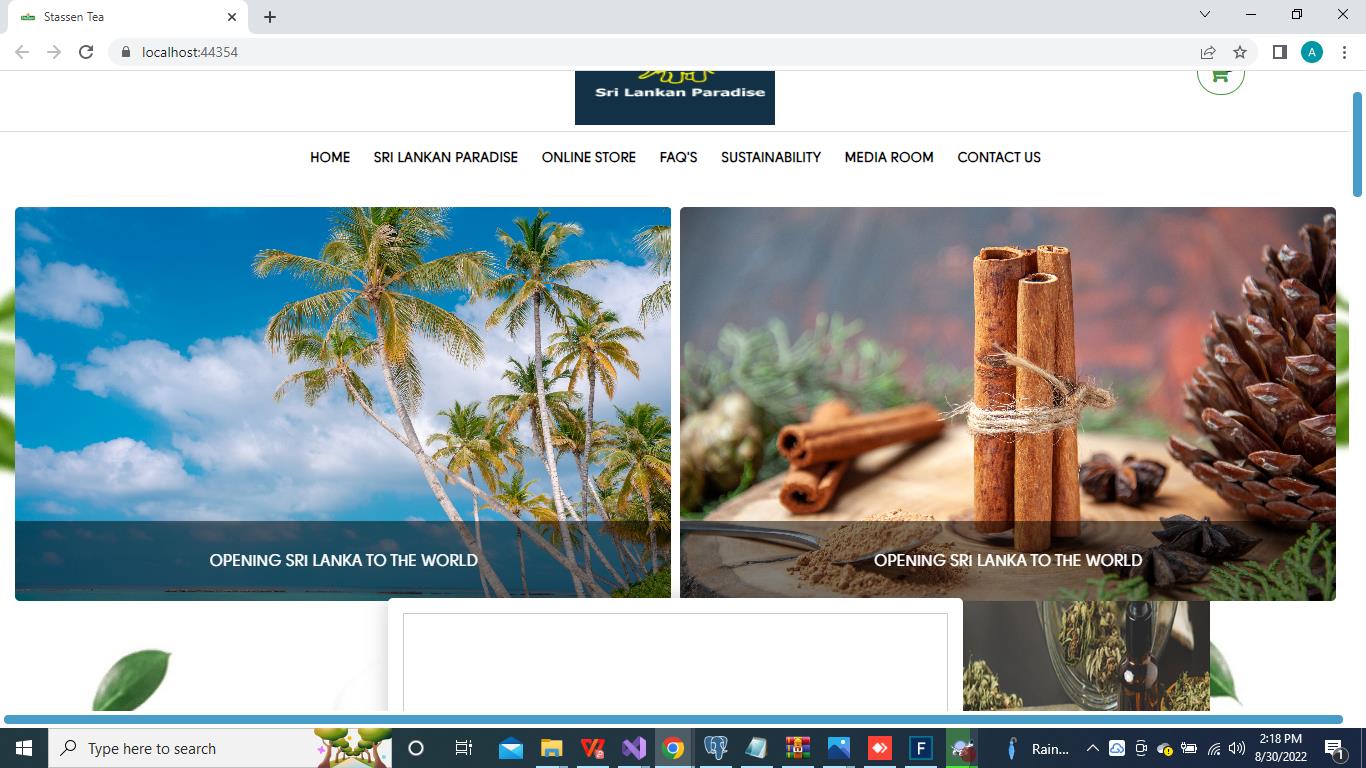 Stassen Tea
localhost:44354
A
Sri Lankan Paradise
HOME SRI LANKAN PARADISE ONLINE STORE FAQ'S SUSTAINABILITY MEDIA ROOM CONTACT US
OPENING SRI LANKA TO THE WORLD
OPENING SRI LANKA TO THE WORLD
Type here to search
F
Rain...
2:18 PM
8/30/2022
1